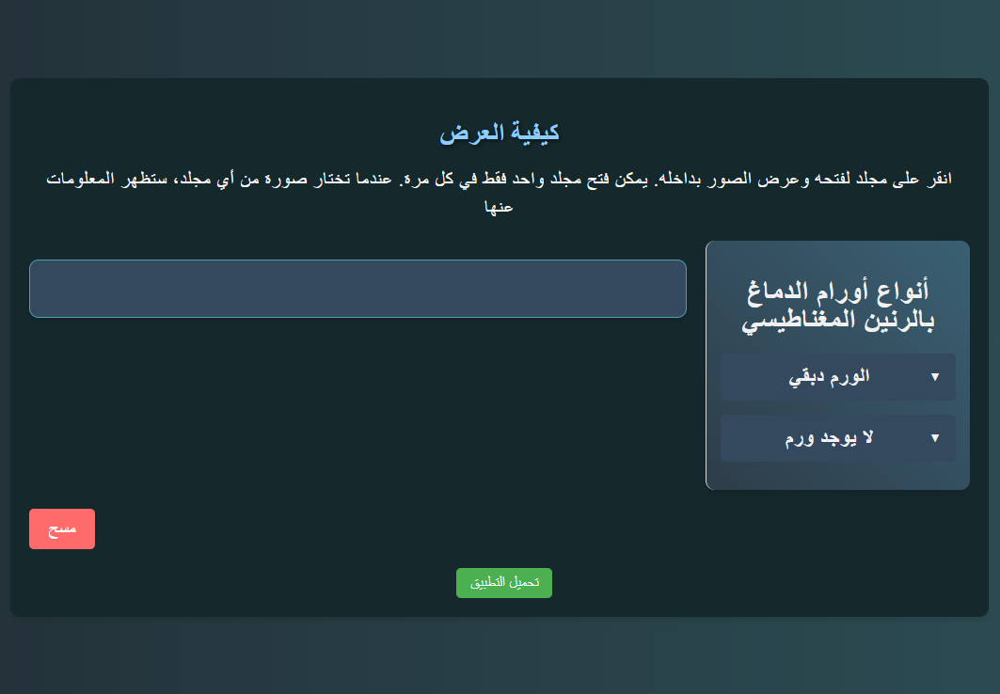 كيفية العرض
انقر على مجلد لفتحه وعرض الصور بداخله. يمكن فتح مجلد واحد فقط في كل مرة. عندما تختار صورة من أي مجلد، ستظهر المعلومات
عنها
أنواع أورام الدماغ
بالرنين المغناطيسي
▼ الورم دبقي
▼ لا يوجد ورم
مسح
تحميل التطبيق